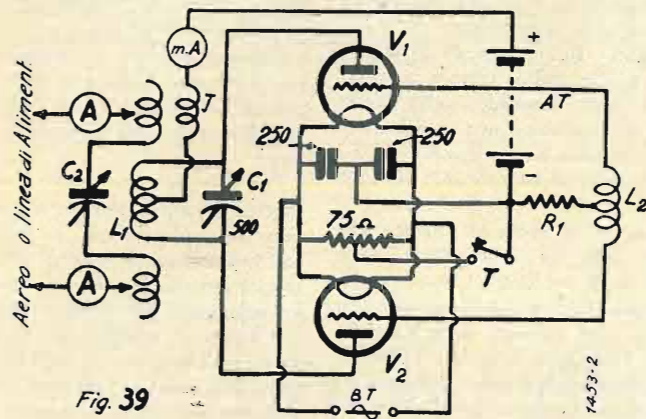 m.A
V1
+
A
J
AT
250
250
C2
C1
-
L2
L1
500
R1
75 Ω
T
A
V2
BT
Aereo o linea di Aliment.
Fig. 39
1453-2